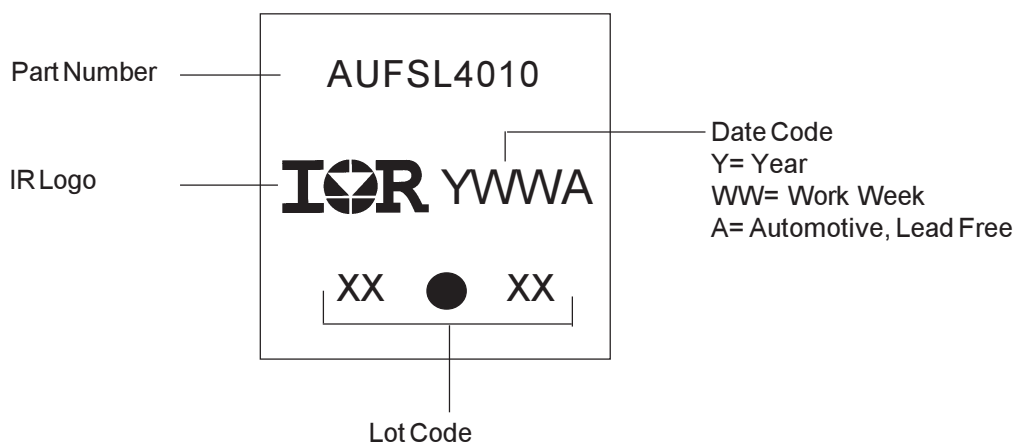 Part Number
AUFSL4010
IR Logo
IOR YWWA
Date Code
Y= Year
WW= Work Week
A= Automotive, Lead Free
XX XX
Lot Code